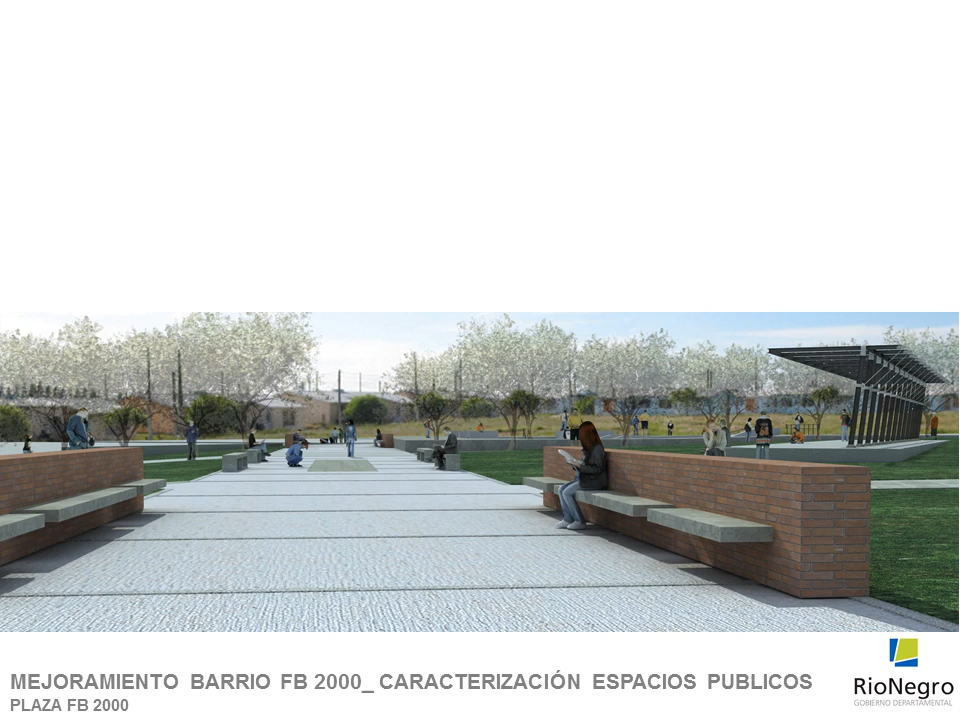 MEJORAMIENTO BARRIO FB 2000_ CARACTERIZACIÓN ESPACIOS PUBLICOS
PLAZA FB 2000
RioNegro
GOBIERNO DEPARTAMENTAL